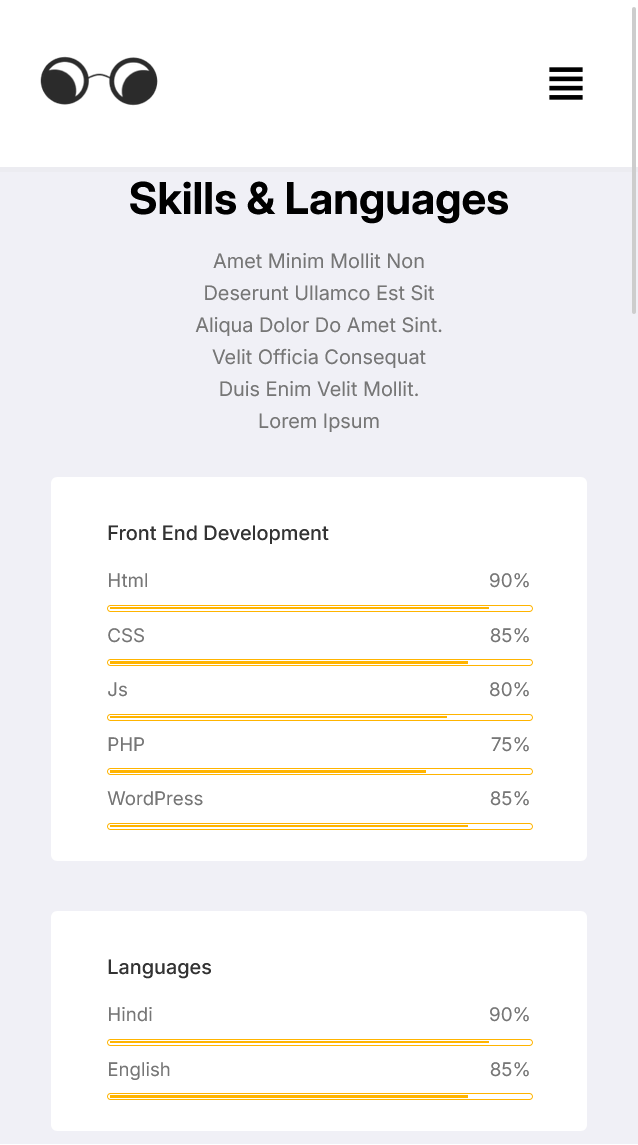 Skills & Languages
Amet Minim Mollit Non
Deserunt Ullamco Est Sit
Aliqua Dolor Do Amet Sint.
Velit Officia Consequat
Duis Enim Velit Mollit.
Lorem Ipsum
Front End Development
Html 90%
CSS 85%
Js 80%
PHP 75%
WordPress 85%
Languages
Hindi 90%
English 85%